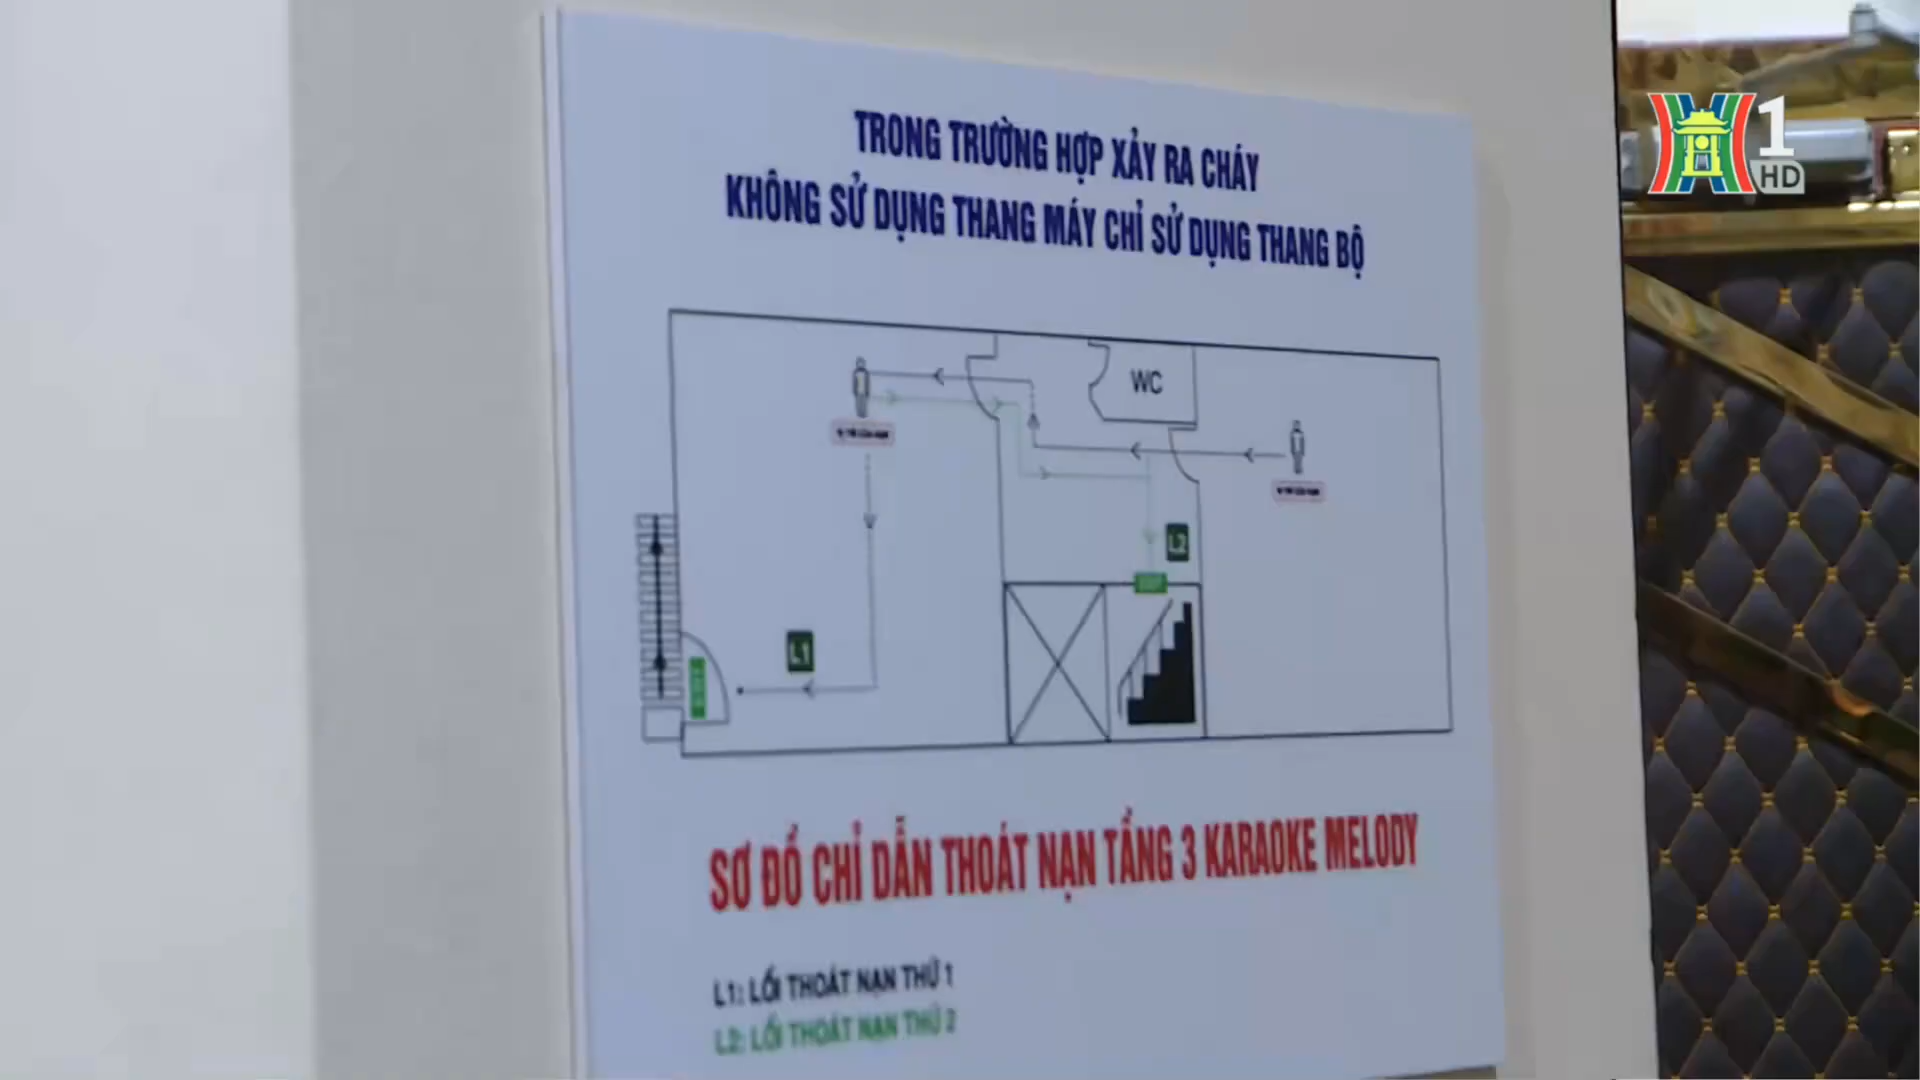 1
HD
TRONG TRƯỜNG HỢP XẢY RA CHÁY
KHÔNG SỬ DỤNG THANG MÁY CHỈ SỬ DỤNG THANG BỘ
WC
L2
EXIT
L1
EXIT
SƠ ĐỒ CHỈ DẪN THOÁT NẠN TẦNG 3 KARAOKE MELODY
L1: LỐI THOÁT NẠN THỨ 1
L2: LỐI THOÁT NẠN THỨ 2